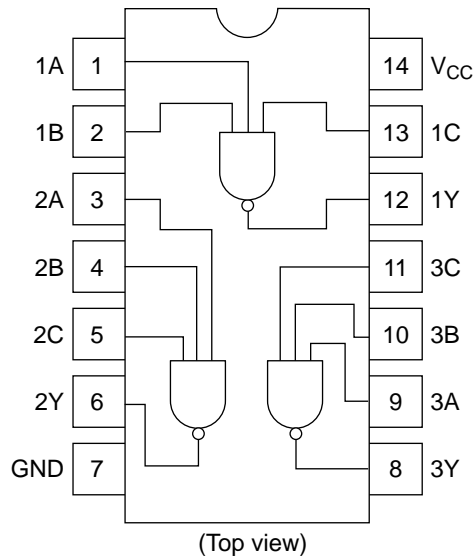 1A 1 14 VCC
1B 2 13 1C
2A 3 12 1Y
2B 4 11 3C
2C 5 10 3B
2Y 6 9 3A
GND 7 8 3Y
(Top view)